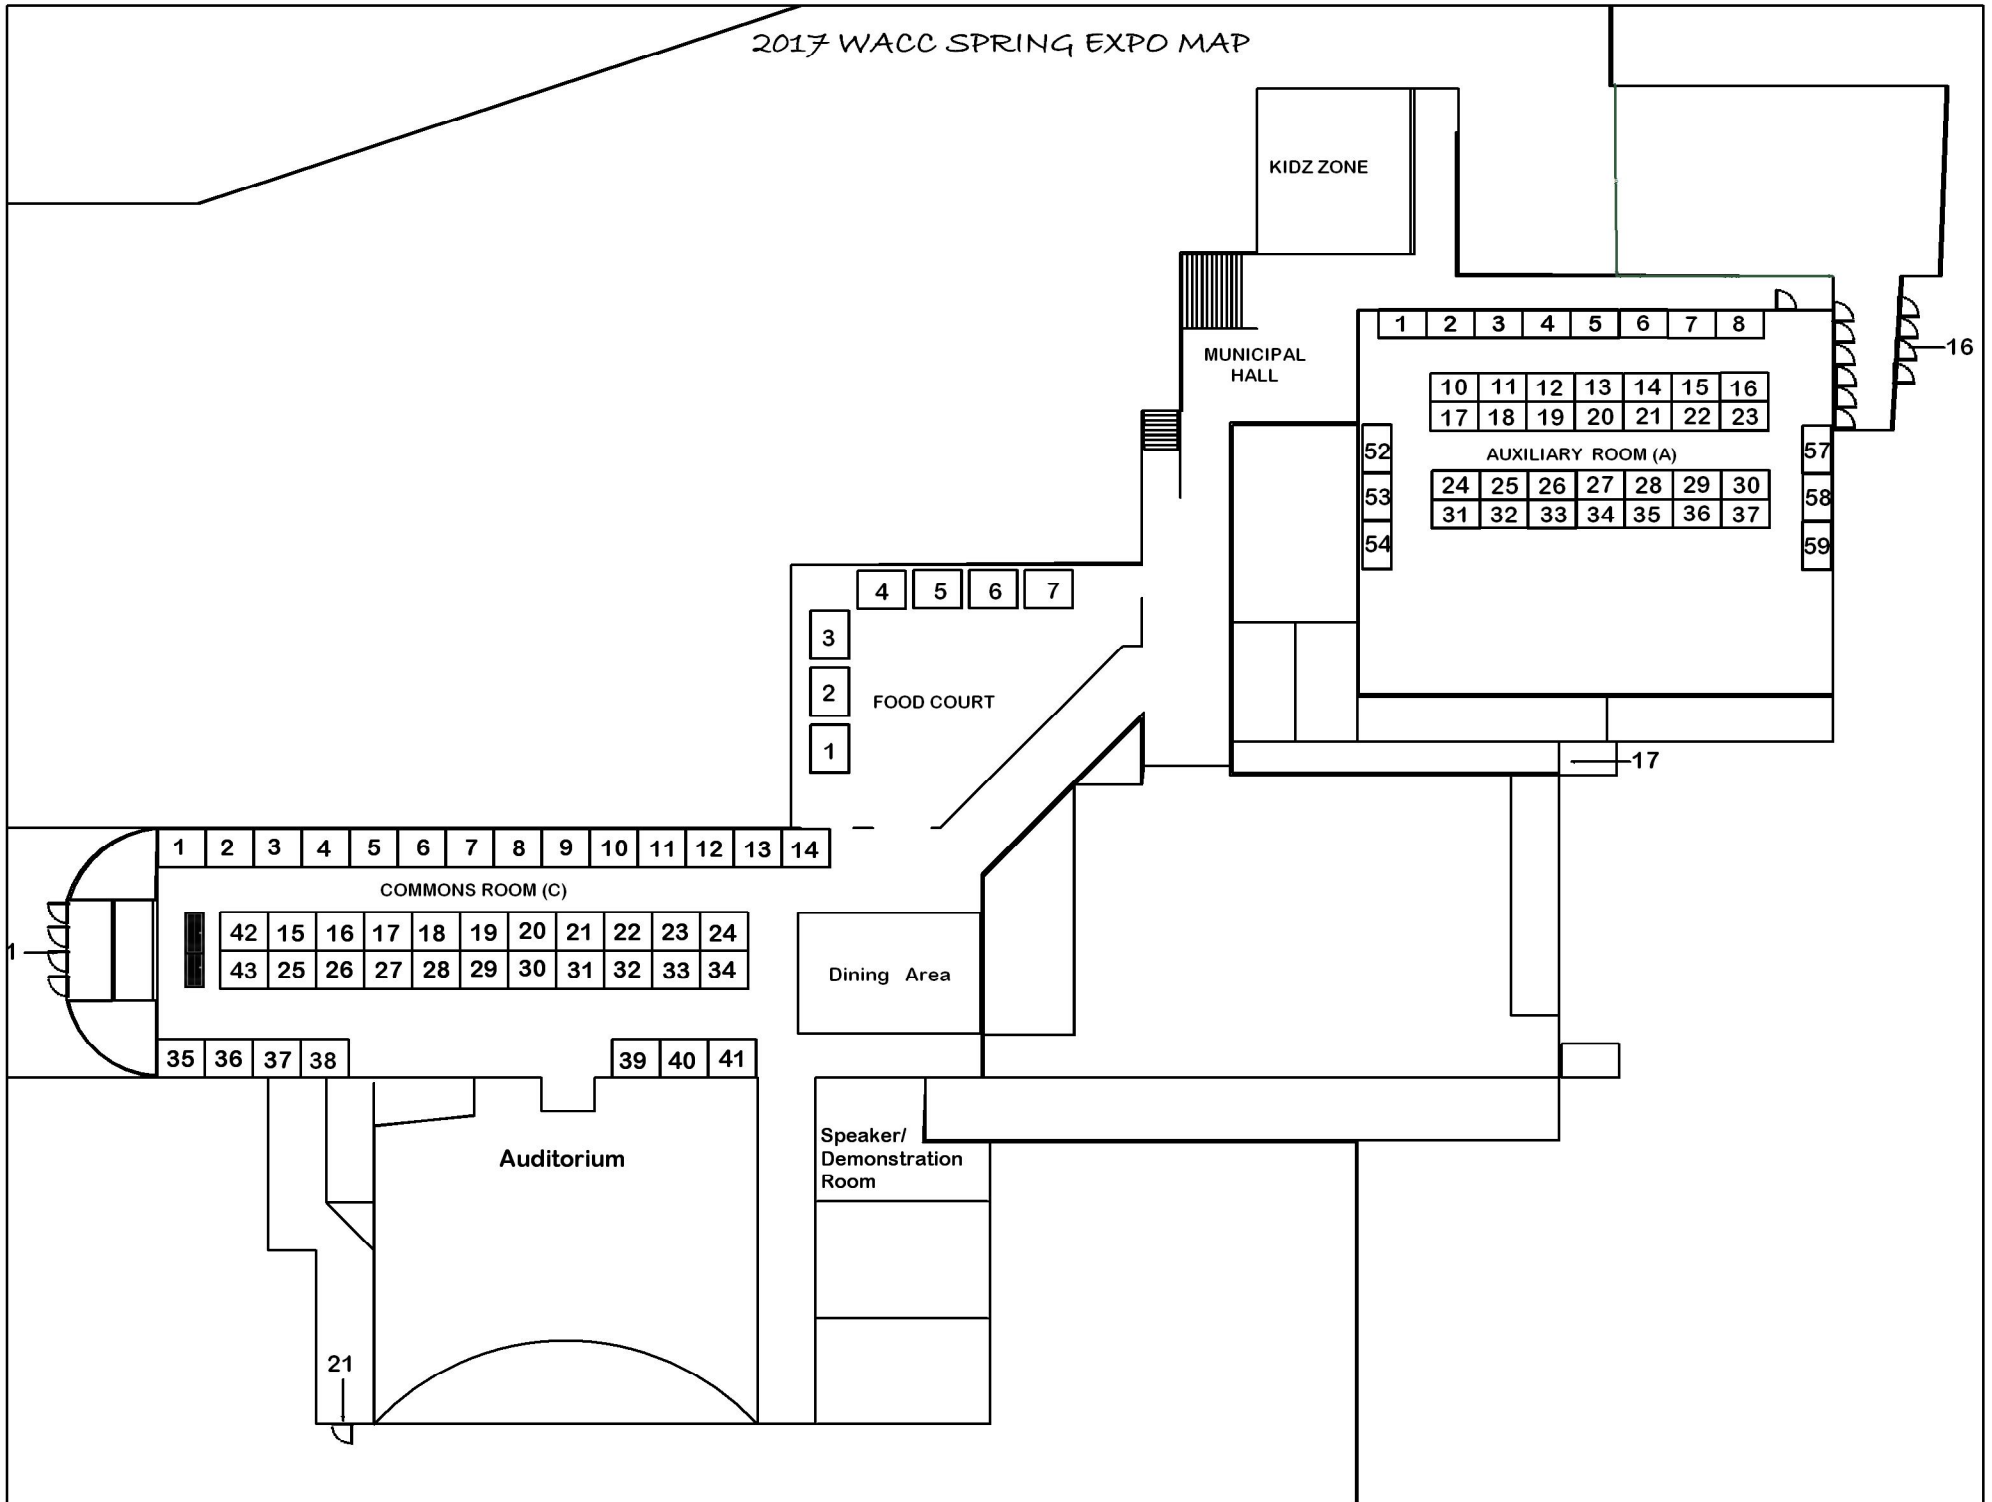 2017 WACC SPRING EXPO MAP
KIDZ ZONE
1 2 3 4 5 6 7 8
16
MUNICIPAL
HALL
10 11 12 13 14 15 16
17 18 19 20 21 22 23
52
53
54
AUXILIARY ROOM (A)
57
58
59
24 25 26 27 28 29 30
31 32 33 34 35 36 37
4 5 6 7
3
2
1
FOOD COURT
17
1 2 3 4 5 6 7 8 9 10 11 12 13 14
COMMONS ROOM (C)
42 15 16 17 18 19 20 21 22 23 24
1
43 25 26 27 28 29 30 31 32 33 34
Dining Area
35 36 37 38
39 40 41
Auditorium
Speaker/
Demonstration
Room
21